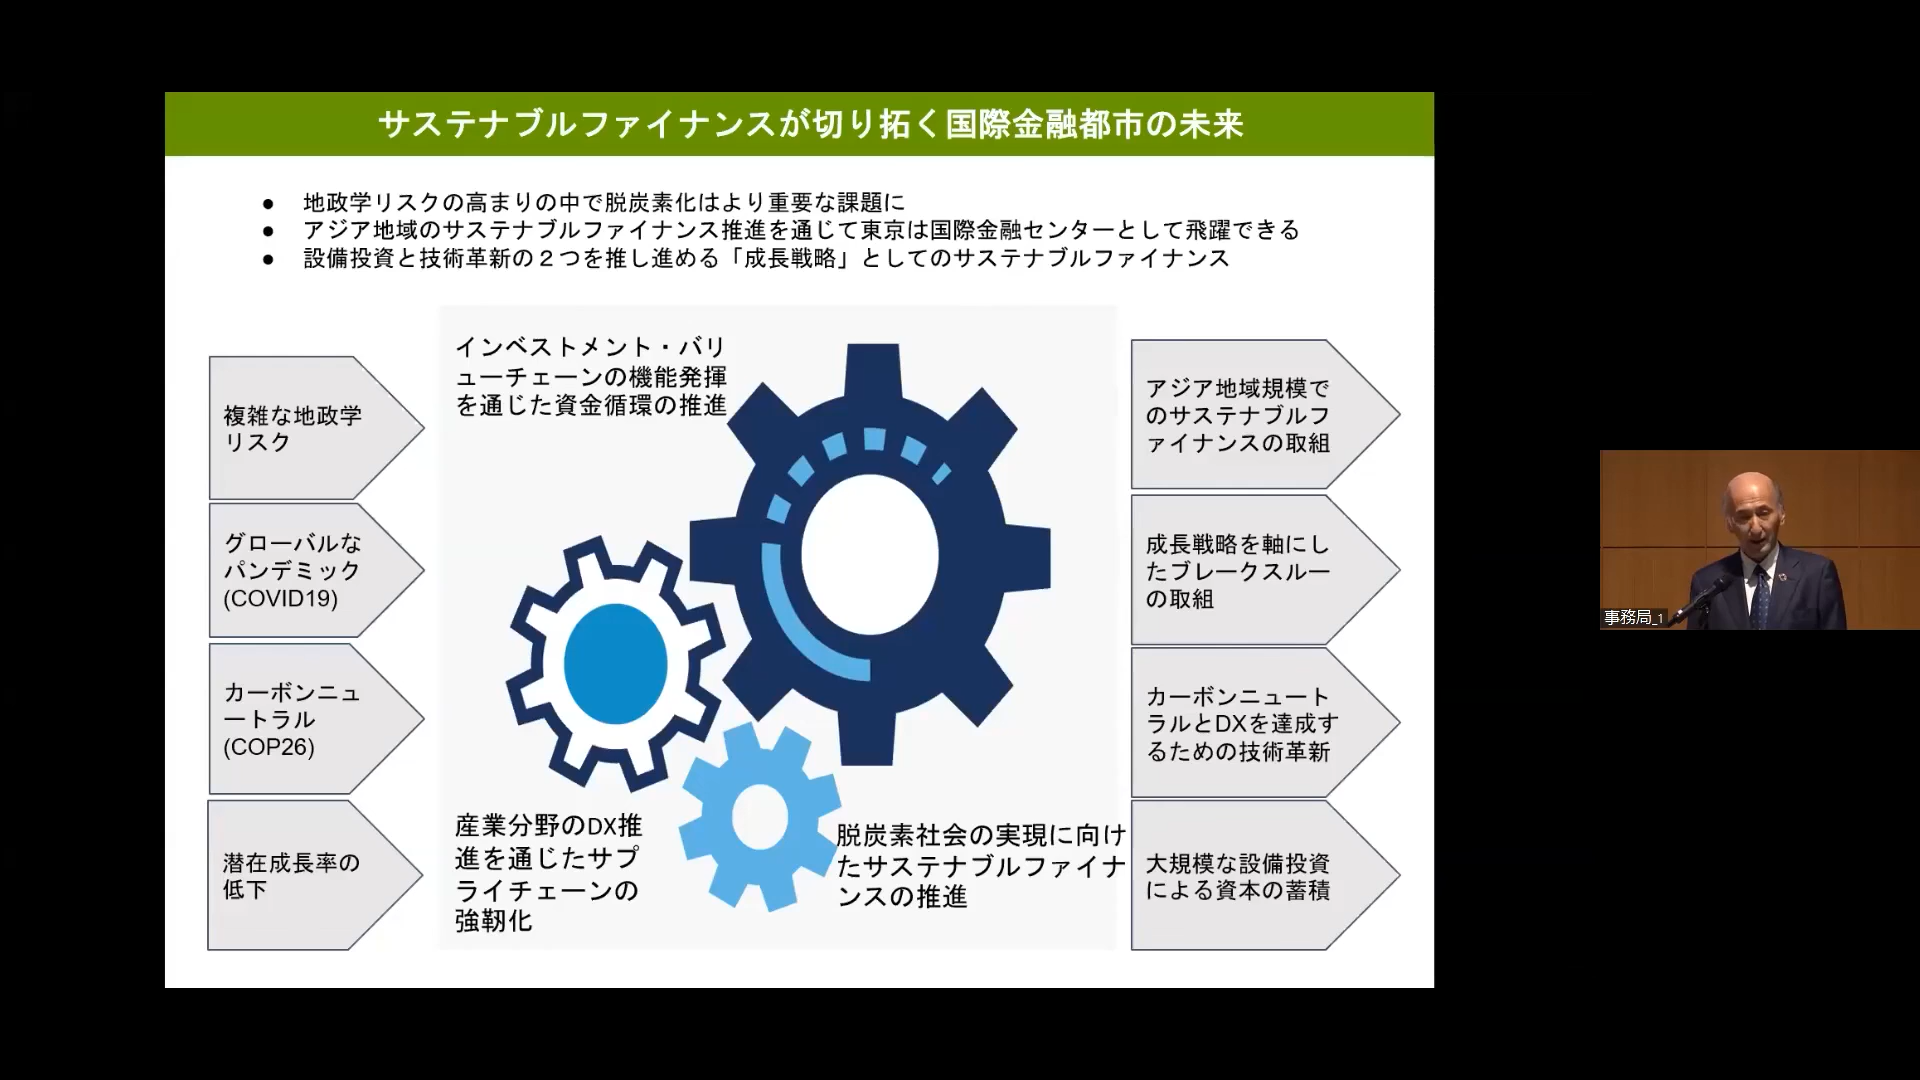 サステナブルファイナンスが切り拓く国際金融都市の未来
● 地政学リスクの高まりの中で脱炭素化はより重要な課題に
● アジア地域のサステナブルファイナンス推進を通じて東京は国際金融センターとして飛躍できる
● 設備投資と技術革新の２つを推し進める「成長戦略」としてのサステナブルファイナンス
複雑な地政学
リスク
グローバルな
パンデミック
(COVID19)
カーボンニュ
ートラル
(COP26)
潜在成長率の
低下
インベストメント・バリ
ューチェーンの機能発揮
を通じた資金循環の推進
産業分野のDX推
進を通じたサプ
ライチェーンの
強靭化
脱炭素社会の実現に向け
たサステナブルファイナ
ンスの推進
アジア地域規模で
のサステナブルフ
ァイナンスの取組
成長戦略を軸にし
たブレークスルー
の取組
カーボンニュート
ラルとDXを達成す
るための技術革新
大規模な設備投資
による資本の蓄積
事務局_1